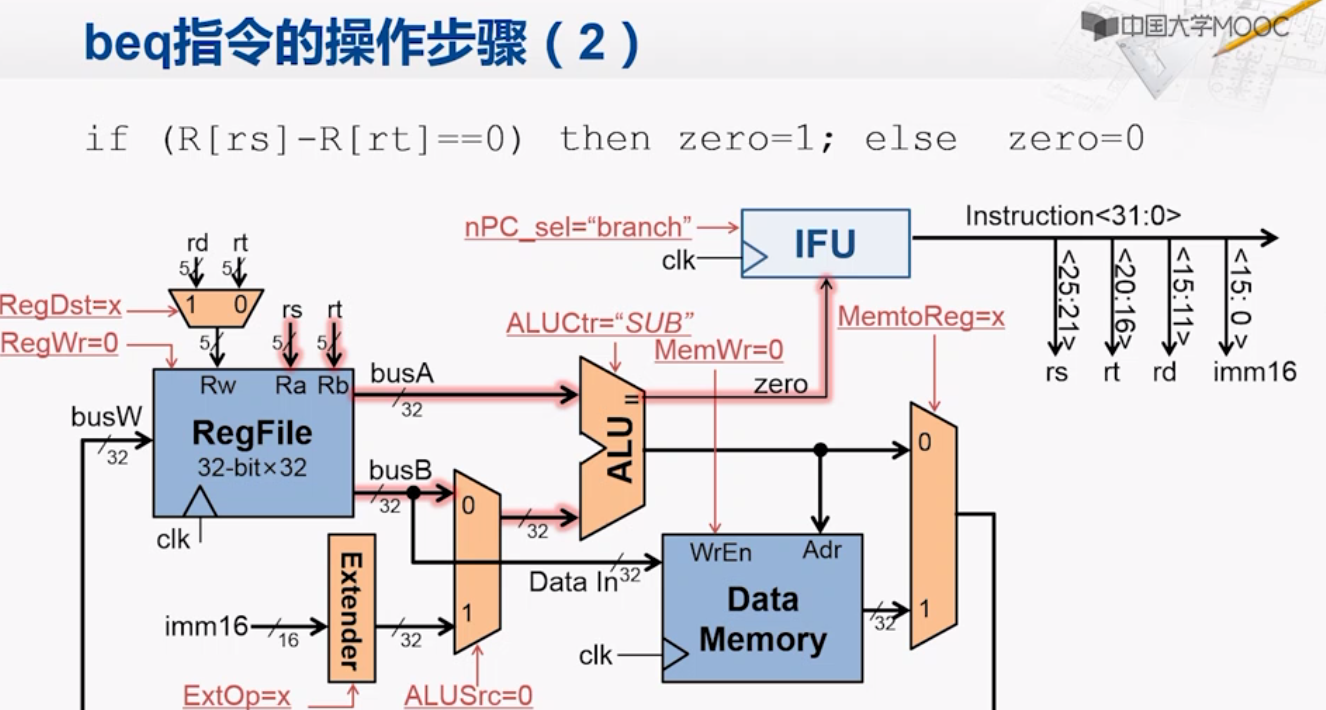 beq指令的操作步骤（2）
中国大学MOOC
if (R[rs]-R[rt]==0) then zero=1; else zero=0
nPC_sel=“branch”
IFU
clk
Instruction<31:0>
<25:21>
<20:16>
<15:11>
<15: 0 >
rs
rt
rd
imm16
rd
rt
5
5
1
0
RegDst=x
RegWr=0
5
rs
rt
5
5
Rw
Ra
Rb
RegFile
32-bit×32
clk
busW
32
busA
32
busB
32
ALUCtr=“SUB”
MemWr=0
MemtoReg=x
zero
=
ALU
0
1
32
Data In
32
imm16
16
Extender
32
ExtOp=x
ALUSrc=0
WrEn
Adr
Data
Memory
clk
32
0
1